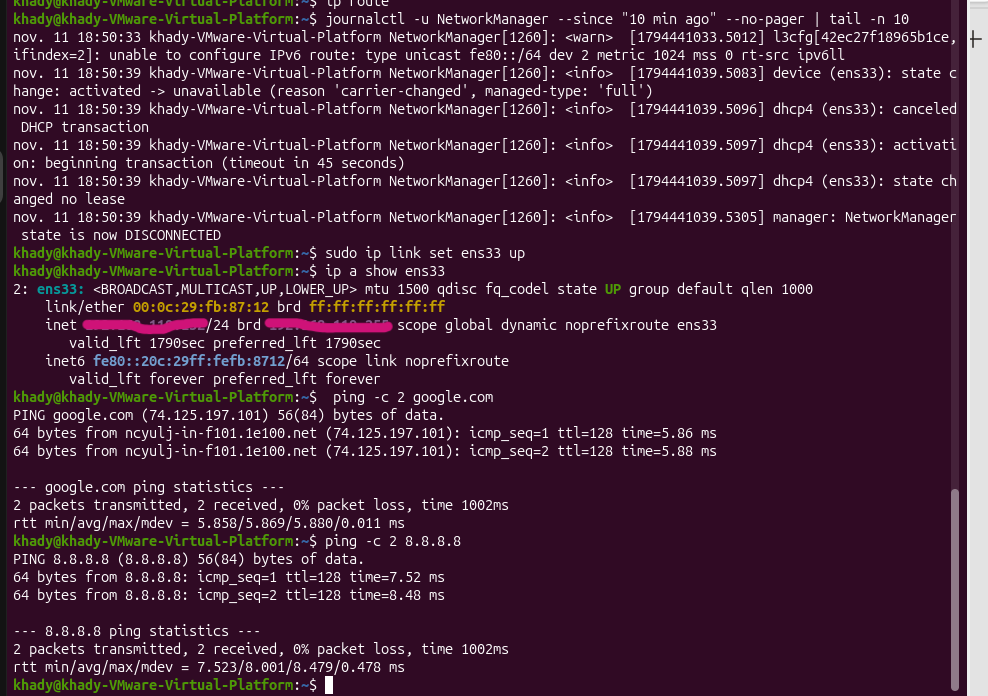 ip route
khady@khady-VMware-Virtual-Platform:~$ journalctl -u NetworkManager --since "10 min ago" --no-pager | tail -n 10
nov. 11 18:50:33 khady-VMware-Virtual-Platform NetworkManager[1260]: <warn>  [1794441033.5012] l3cfg[42ec27f18965b1ce,
ifindex=2]: unable to configure IPv6 route: type unicast fe80::/64 dev 2 metric 1024 mss 0 rt-src ipv6ll
nov. 11 18:50:39 khady-VMware-Virtual-Platform NetworkManager[1260]: <info>  [1794441039.5083] device (ens33): state c
hange: activated -> unavailable (reason 'carrier-changed', managed-type: 'full')
nov. 11 18:50:39 khady-VMware-Virtual-Platform NetworkManager[1260]: <info>  [1794441039.5096] dhcp4 (ens33): canceled
 DHCP transaction
nov. 11 18:50:39 khady-VMware-Virtual-Platform NetworkManager[1260]: <info>  [1794441039.5097] dhcp4 (ens33): activati
on: beginning transaction (timeout in 45 seconds)
nov. 11 18:50:39 khady-VMware-Virtual-Platform NetworkManager[1260]: <info>  [1794441039.5097] dhcp4 (ens33): state ch
anged no lease
nov. 11 18:50:39 khady-VMware-Virtual-Platform NetworkManager[1260]: <info>  [1794441039.5305] manager: NetworkManager
 state is now DISCONNECTED
khady@khady-VMware-Virtual-Platform:~$ sudo ip link set ens33 up
khady@khady-VMware-Virtual-Platform:~$ ip a show ens33
2: ens33: <BROADCAST,MULTICAST,UP,LOWER_UP> mtu 1500 qdisc fq_codel state UP group default qlen 1000
    link/ether 00:0c:29:fb:87:12 brd ff:ff:ff:ff:ff:ff
    inet /24 brd scope global dynamic noprefixroute ens33
       valid_lft 1790sec preferred_lft 1790sec
    inet6 fe80::20c:29ff:fefb:8712/64 scope link noprefixroute
       valid_lft forever preferred_lft forever
khady@khady-VMware-Virtual-Platform:~$  ping -c 2 google.com
PING google.com (74.125.197.101) 56(84) bytes of data.
64 bytes from ncyulj-in-f101.1e100.net (74.125.197.101): icmp_seq=1 ttl=128 time=5.86 ms
64 bytes from ncyulj-in-f101.1e100.net (74.125.197.101): icmp_seq=2 ttl=128 time=5.88 ms

--- google.com ping statistics ---
2 packets transmitted, 2 received, 0% packet loss, time 1002ms
rtt min/avg/max/mdev = 5.858/5.869/5.880/0.011 ms
khady@khady-VMware-Virtual-Platform:~$ ping -c 2 8.8.8.8
PING 8.8.8.8 (8.8.8.8) 56(84) bytes of data.
64 bytes from 8.8.8.8: icmp_seq=1 ttl=128 time=7.52 ms
64 bytes from 8.8.8.8: icmp_seq=2 ttl=128 time=8.48 ms

--- 8.8.8.8 ping statistics ---
2 packets transmitted, 2 received, 0% packet loss, time 1002ms
rtt min/avg/max/mdev = 7.523/8.001/8.479/0.478 ms
khady@khady-VMware-Virtual-Platform:~$